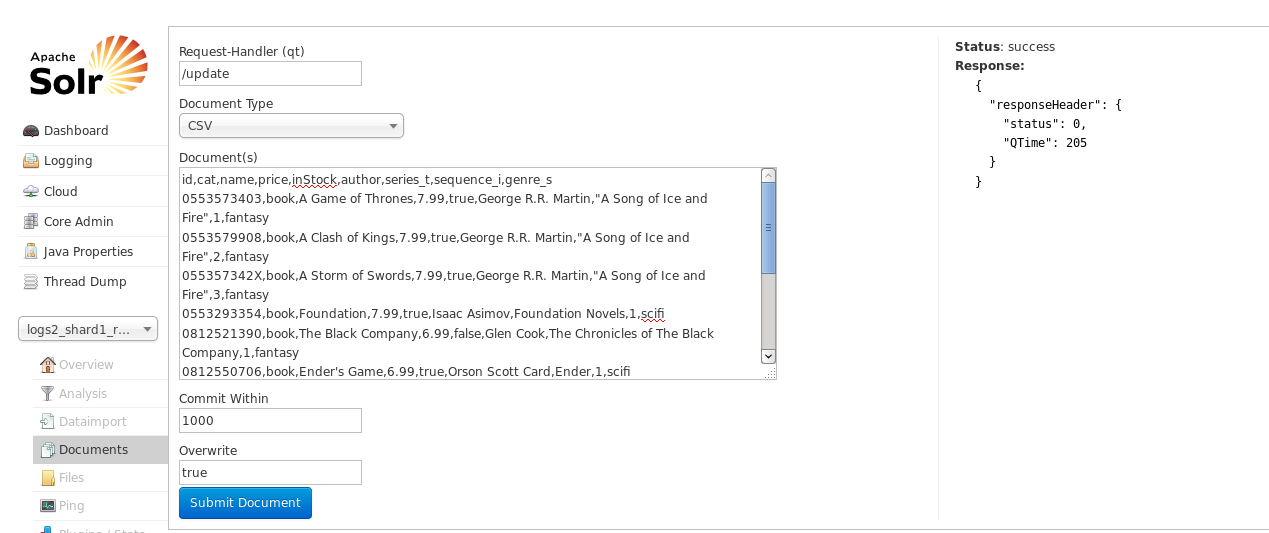 Apache
Solr
Dashboard
Logging
Cloud
Core Admin
Java Properties
Thread Dump
logs2_shard1_r...
Overview
Analysis
Dataimport
Documents
Files
Ping
Plugins / Stats
Request-Handler (qt)
/update
Document Type
CSV
Document(s)
id,cat,name,price,inStock,author,series_t,sequence_i,genre_s
0553573403,book,A Game of Thrones,7.99,true,George R.R. Martin,"A Song of Ice and
Fire",1,fantasy
0553579908,book,A Clash of Kings,7.99,true,George R.R. Martin,"A Song of Ice and
Fire",2,fantasy
055357342X,book,A Storm of Swords,7.99,true,George R.R. Martin,"A Song of Ice and
Fire",3,fantasy
0553293354,book,Foundation,7.99,true,Isaac Asimov,Foundation Novels,1,scifi
0812521390,book,The Black Company,6.99,false,Glen Cook,The Chronicles of The Black
Company,1,fantasy
0812550706,book,Ender's Game,6.99,true,Orson Scott Card,Ender,1,scifi
Commit Within
1000
Overwrite
true
Submit Document
Status: success
Response:
{
"responseHeader": {
"status": 0,
"QTime": 205
}
}